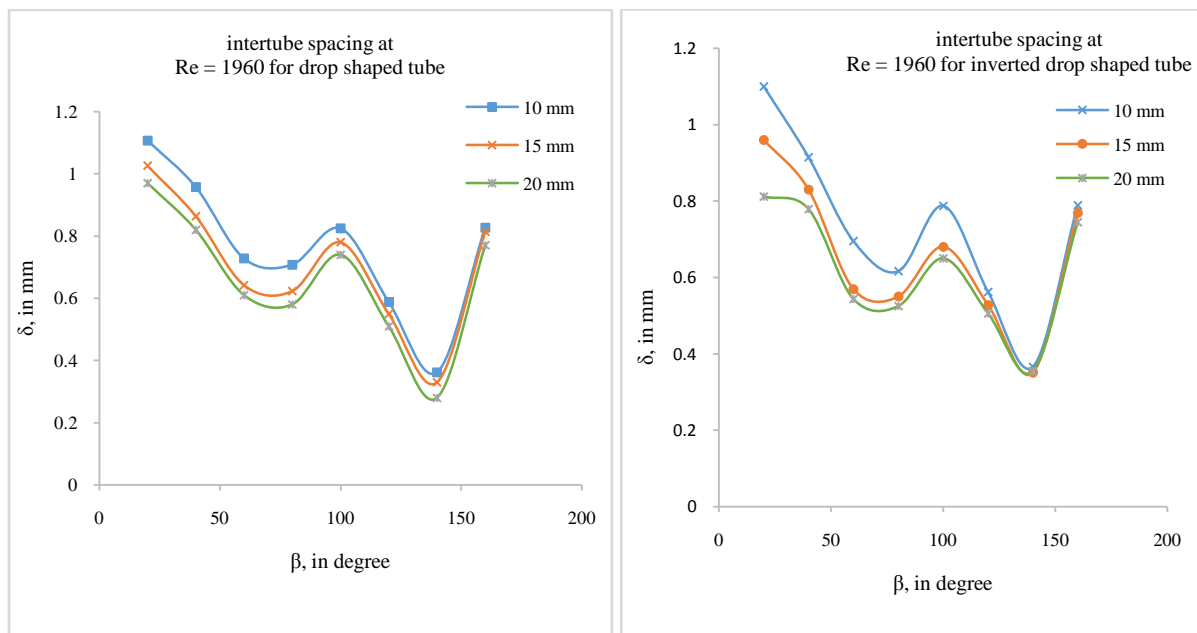 intertube spacing at
Re = 1960 for drop shaped tube
10 mm
15 mm
20 mm
1.2
1
0.8
0.6
0.4
0.2
0
δ, in mm
0
50
100
150
200
β, in degree
intertube spacing at
Re = 1960 for inverted drop shaped tube
10 mm
15 mm
20 mm
1.2
1
0.8
0.6
0.4
0.2
0
δ, in mm
0
50
100
150
200
β, in degree